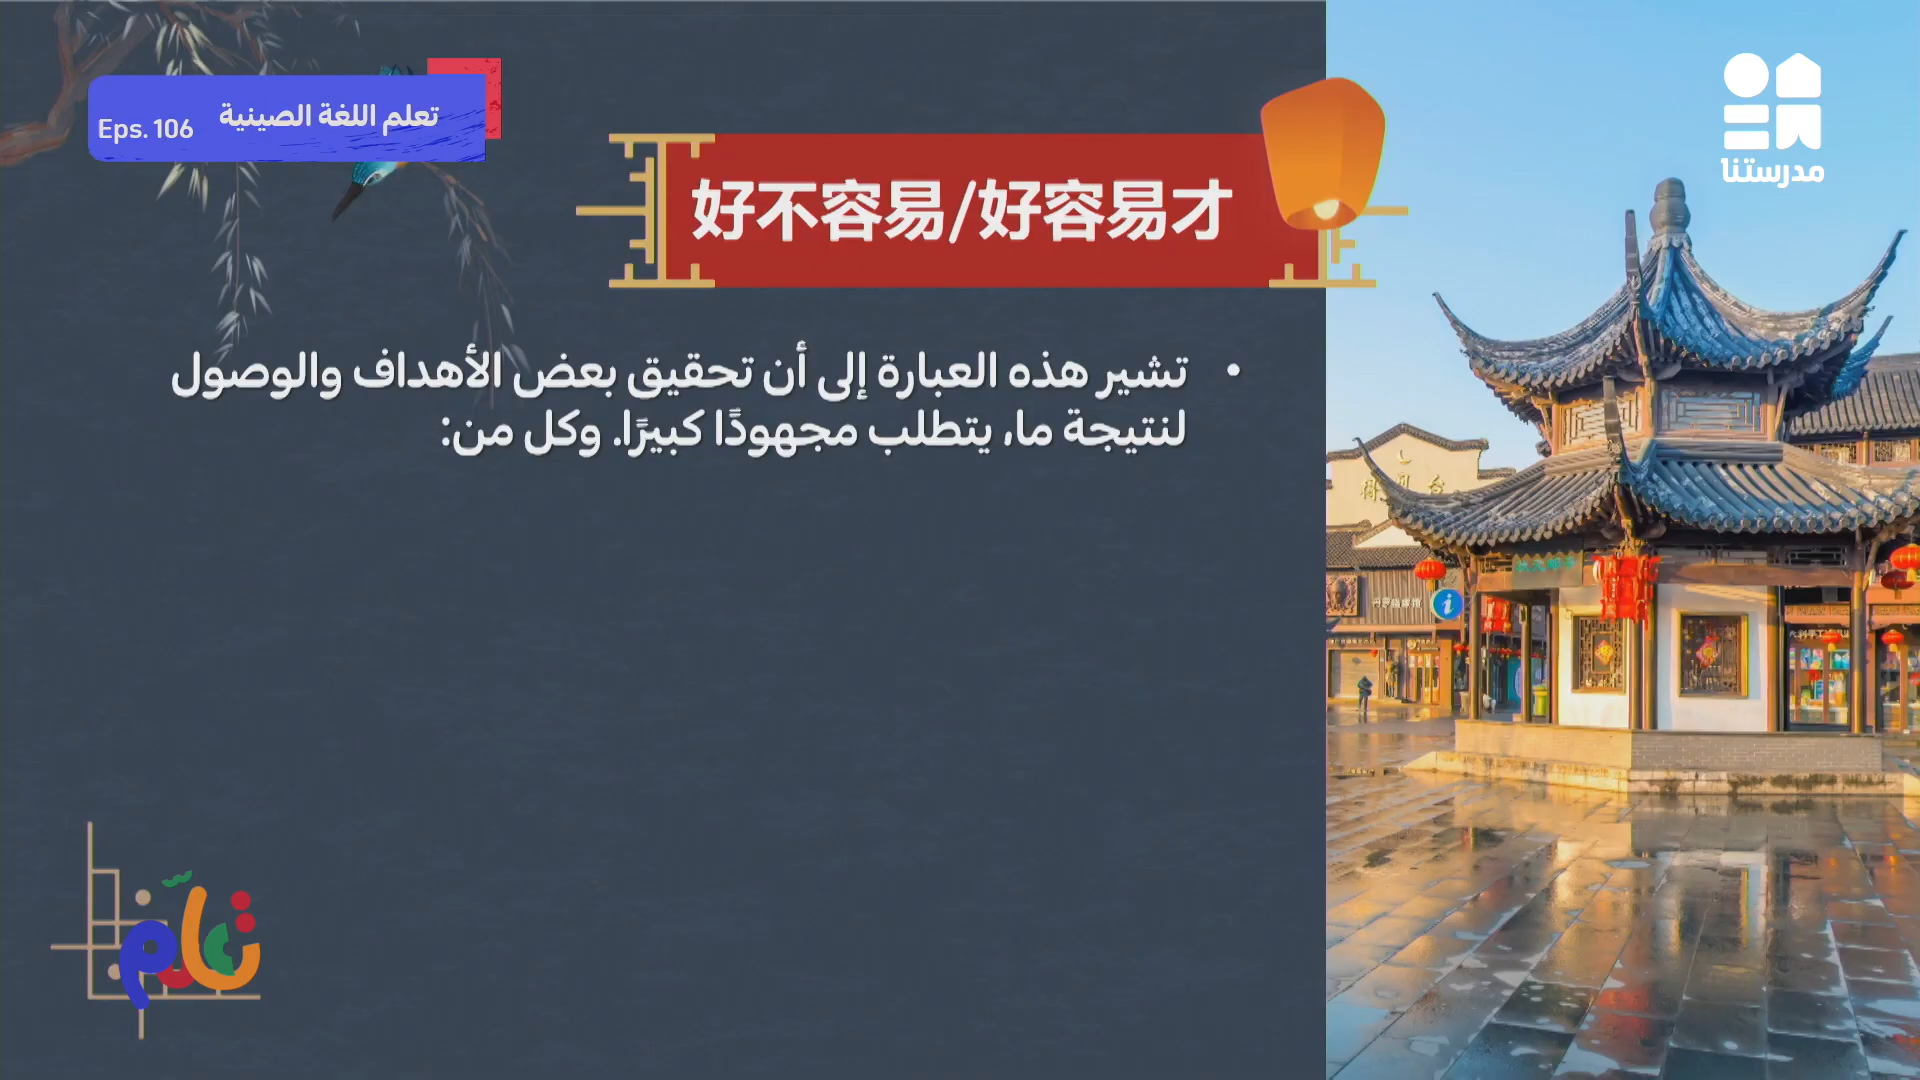 تعلم اللغة الصينية
Eps. 106
مدرستنا
好不容易/好容易才
• تشير هذه العبارة إلى أن تحقيق بعض الأهداف والوصول
لنتيجة ما، يتطلب مجهودًا كبيرًا. وكل من:
i